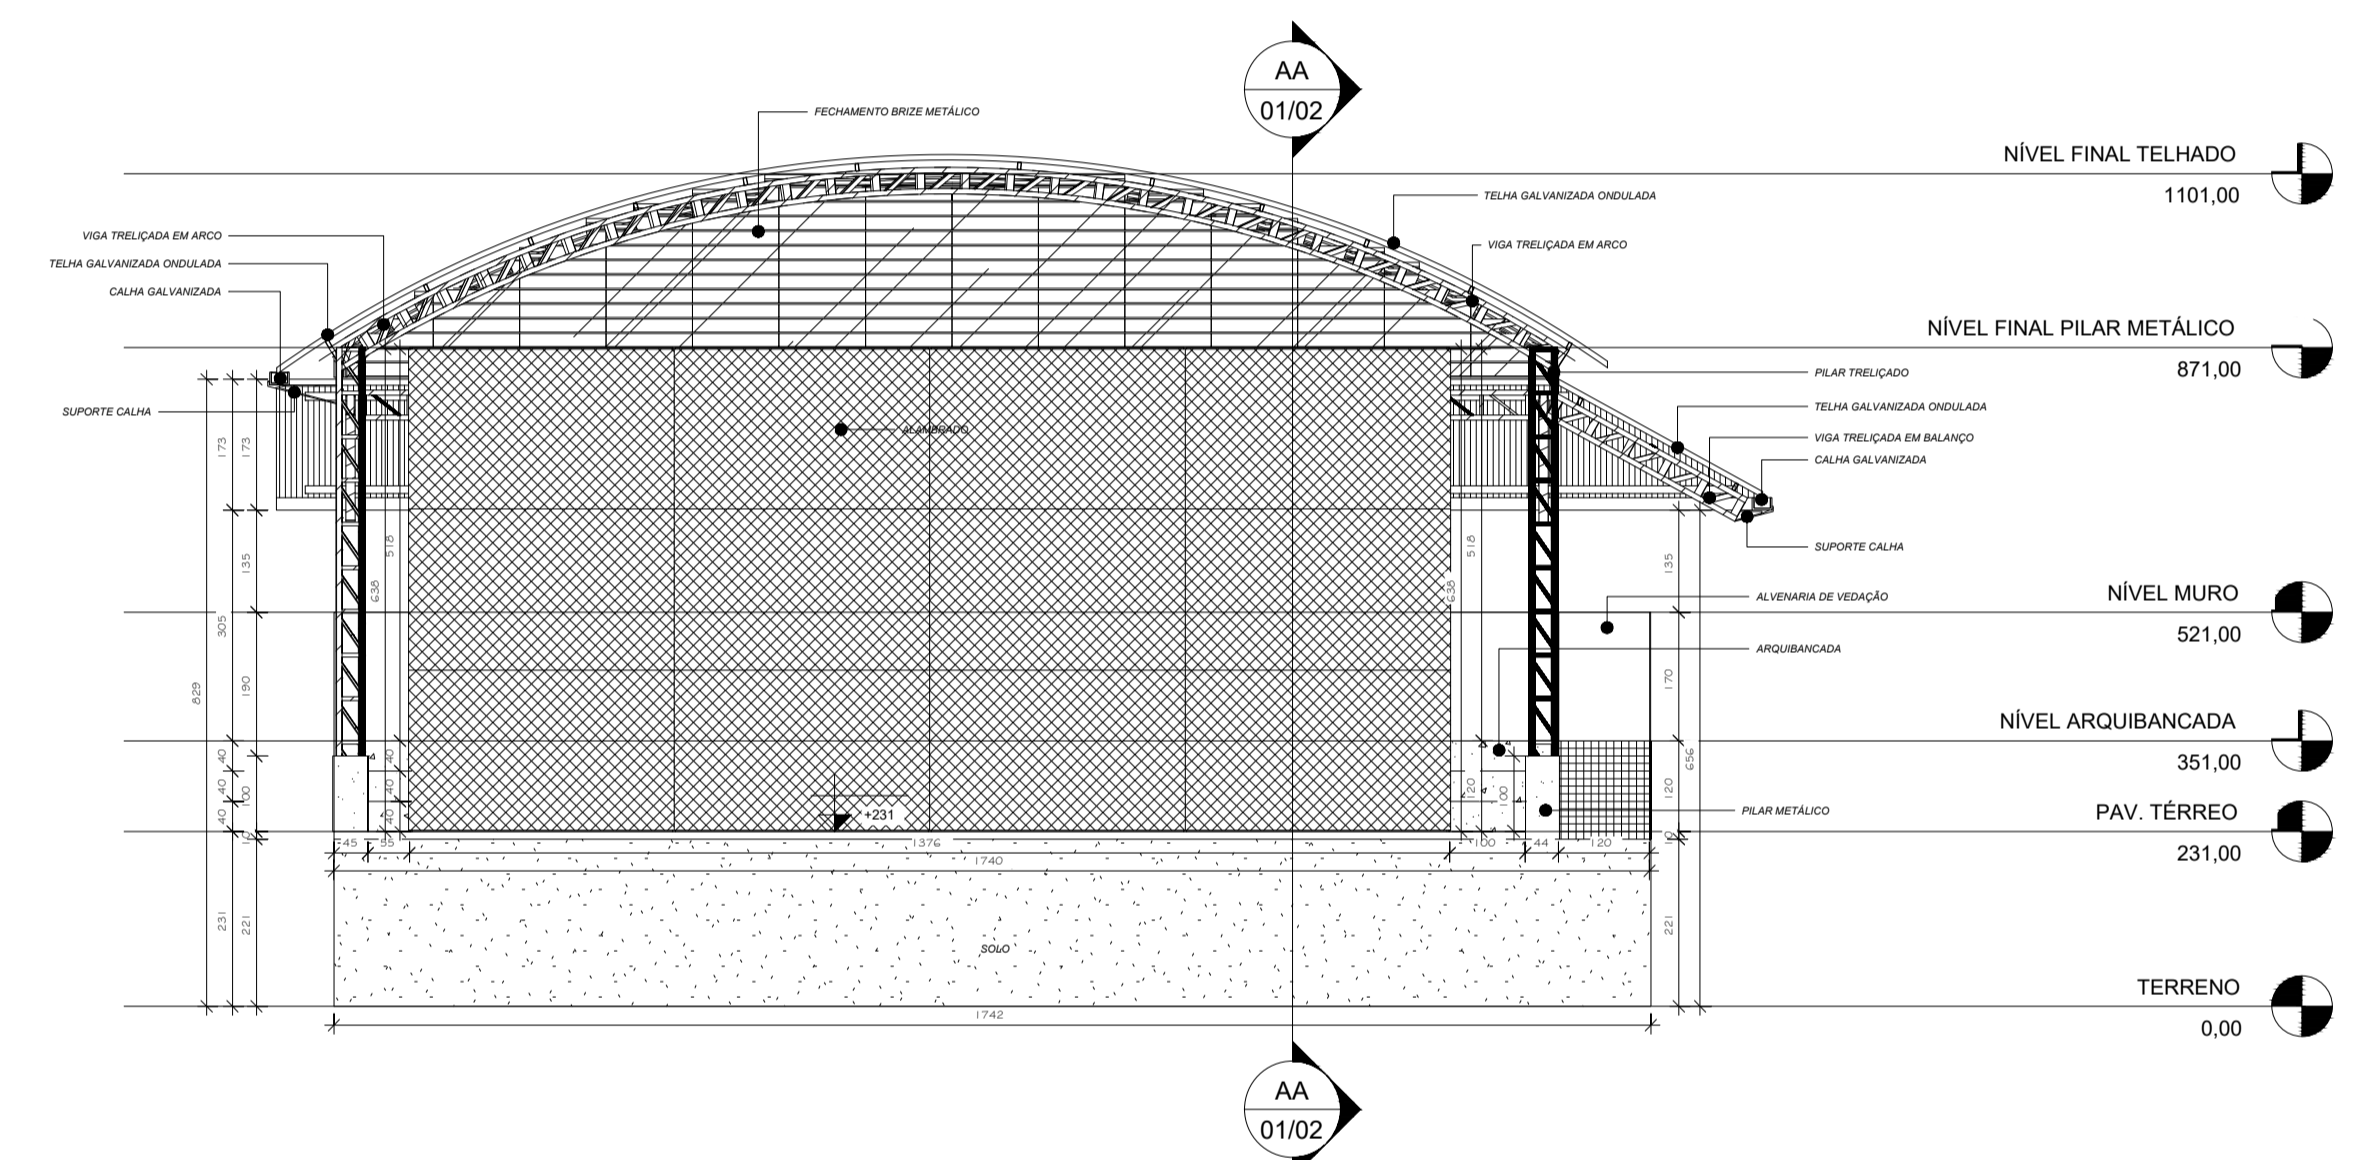 AA
01/02
FECHAMENTO BRIZE METÁLICO
NÍVEL FINAL TELHADO
1101,00
TELHA GALVANIZADA ONDULADA
VIGA TRELIÇADA EM ARCO
VIGA TRELIÇADA EM ARCO
TELHA GALVANIZADA ONDULADA
CALHA GALVANIZADA
NÍVEL FINAL PILAR METÁLICO
871,00
PILAR TRELIÇADO
SUPORTE CALHA
TELHA GALVANIZADA ONDULADA
ALAMBRADO
VIGA TRELIÇADA EM BALANÇO
CALHA GALVANIZADA
173
173
518
518
SUPORTE CALHA
135
135
638
638
ALVENARIA DE VEDAÇÃO
NÍVEL MURO
521,00
305
ARQUIBANCADA
829
190
170
NÍVEL ARQUIBANCADA
351,00
40
40
656
40
100
40
120
100
120
40
40
+231
PILAR METÁLICO
PAV. TÉRREO
231,00
10
10
45
55
1376
100
44
120
1740
231
221
221
SOLO
TERRENO
0,00
1742
AA
01/02